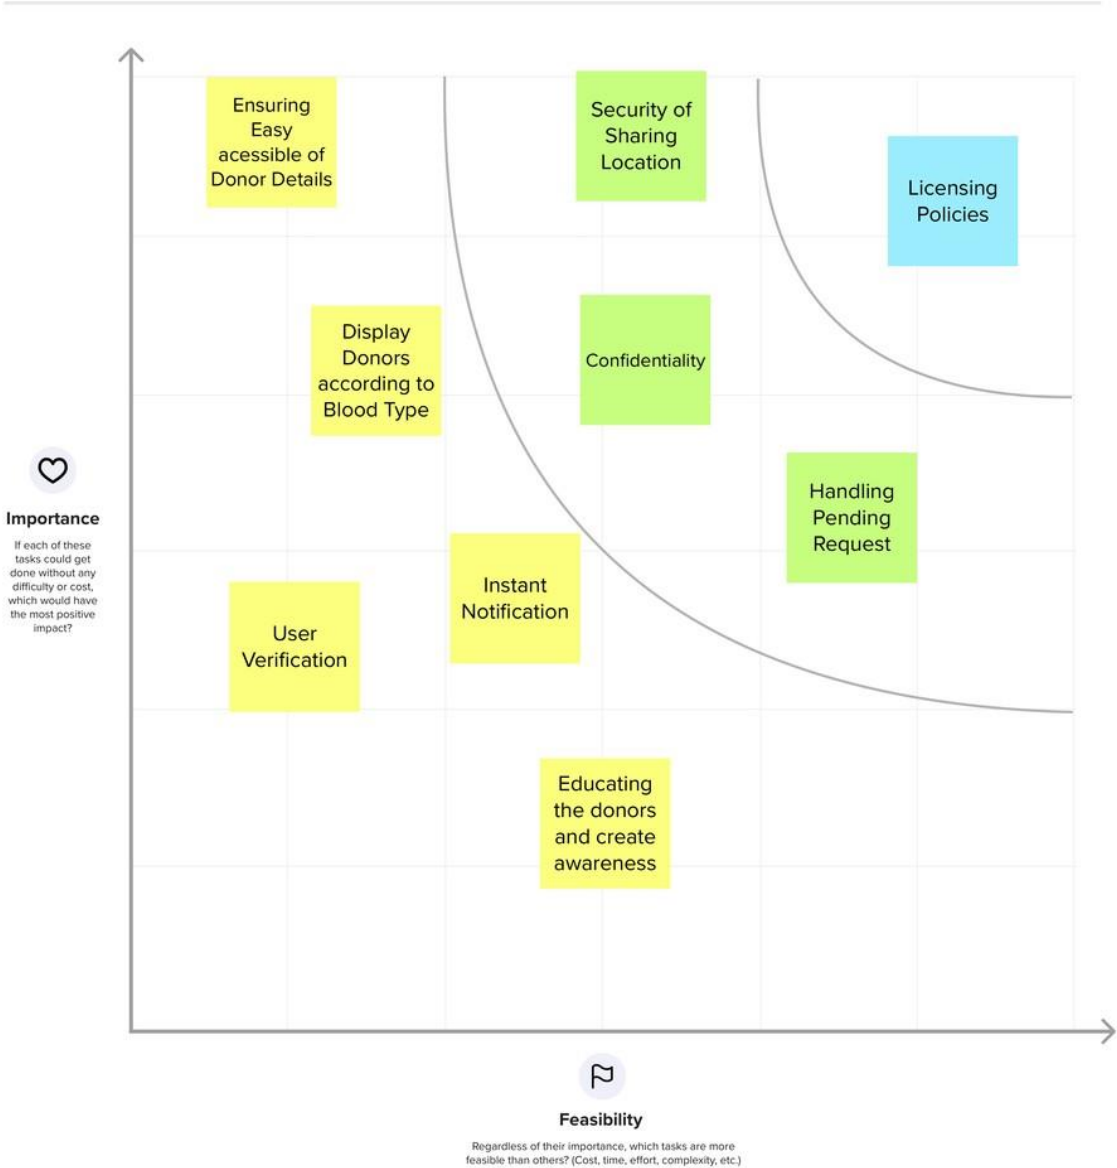 Ensuring
Easy
acessible of
Donor Details
Security of
Sharing
Location
Licensing
Policies
Display
Donors
according to
Blood Type
Confidentiality
Handling
Pending
Request
Importance
If each of these
tasks could get
done without any
difficulty or cost,
which would have
the most positive
impact?
Instant
Notification
User
Verification
Educating
the donors
and create
awareness
Feasibility
Regardless of their importance, which tasks are more
feasible than others? (Cost, time, effort, complexity, etc.)